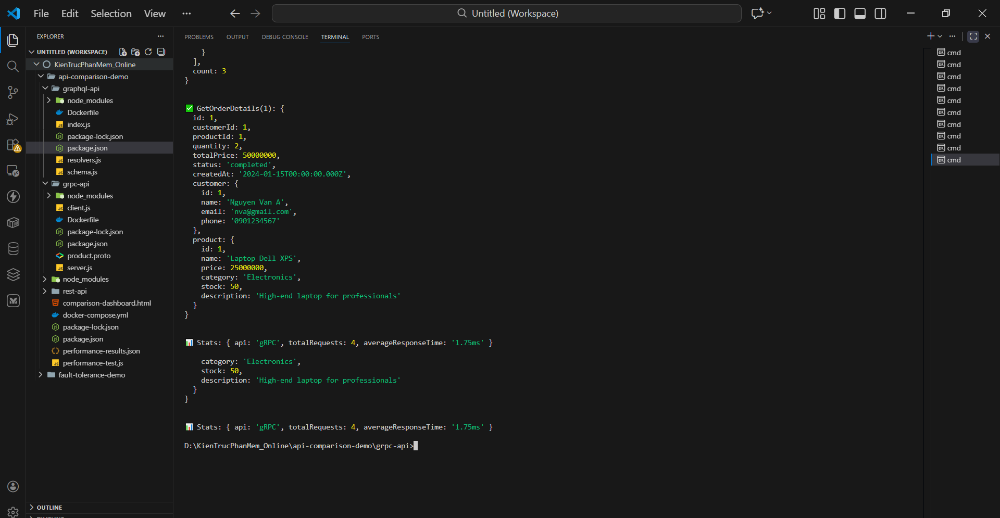 File Edit Selection View ···
Untitled (Workspace)
EXPLORER
UNTITLED (WORKSPACE)
KienTrucPhanMem_Online
api-comparison-demo
graphql-api
node_modules
Dockerfile
index.js
package-lock.json
package.json
resolvers.js
schema.js
grpc-api
node_modules
client.js
Dockerfile
package-lock.json
package.json
product.proto
server.js
node_modules
rest-api
comparison-dashboard.html
docker-compose.yml
package-lock.json
package.json
performance-results.json
performance-test.js
fault-tolerance-demo
OUTLINE
TIMELINE
PROBLEMS OUTPUT DEBUG CONSOLE TERMINAL PORTS
}
],
count: 3
}
✅ GetOrderDetails(1): {
id: 1,
customerId: 1,
productId: 1,
quantity: 2,
totalPrice: 50000000,
status: 'completed',
createdAt: '2024-01-15T00:00:00.000Z',
customer: {
id: 1,
name: 'Nguyen Van A',
email: 'nva@gmail.com',
phone: '0901234567'
},
product: {
id: 1,
name: 'Laptop Dell XPS',
price: 25000000,
category: 'Electronics',
stock: 50,
description: 'High-end laptop for professionals'
}
}
📊 Stats: { api: 'gRPC', totalRequests: 4, averageResponseTime: '1.75ms' }
category: 'Electronics',
stock: 50,
description: 'High-end laptop for professionals'
}
}
📊 Stats: { api: 'gRPC', totalRequests: 4, averageResponseTime: '1.75ms' }
D:\KienTrucPhanMem_Online\api-comparison-demo\grpc-api>
cmd
cmd
cmd
cmd
cmd
cmd
cmd
cmd
cmd
cmd